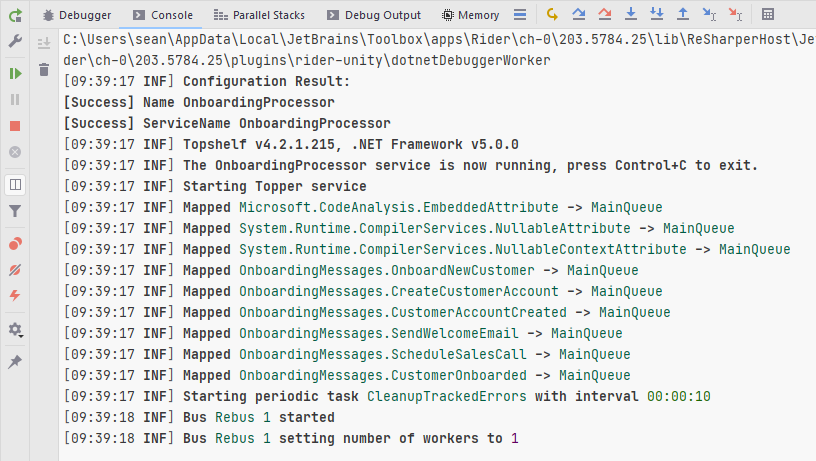 Debugger Console Parallel Stacks Debug Output Memory
C:\Users\sean\AppData\Local\JetBrains\Toolbox\apps\Rider\ch-0\203.5784.25\lib\ReSharperHost\Je
der\ch-0\203.5784.25\plugins\rider-unity\dotnetDebuggerWorker
[09:39:17 INF] Configuration Result:
[Success] Name OnboardingProcessor
[Success] ServiceName OnboardingProcessor
[09:39:17 INF] Topshelf v4.2.1.215, .NET Framework v5.0.0
[09:39:17 INF] The OnboardingProcessor service is now running, press Control+C to exit.
[09:39:17 INF] Starting Topper service
[09:39:17 INF] Mapped Microsoft.CodeAnalysis.EmbeddedAttribute -> MainQueue
[09:39:17 INF] Mapped System.Runtime.CompilerServices.NullableAttribute -> MainQueue
[09:39:17 INF] Mapped System.Runtime.CompilerServices.NullableContextAttribute -> MainQueue
[09:39:17 INF] Mapped OnboardingMessages.OnboardNewCustomer -> MainQueue
[09:39:17 INF] Mapped OnboardingMessages.CreateCustomerAccount -> MainQueue
[09:39:17 INF] Mapped OnboardingMessages.CustomerAccountCreated -> MainQueue
[09:39:17 INF] Mapped OnboardingMessages.SendWelcomeEmail -> MainQueue
[09:39:17 INF] Mapped OnboardingMessages.ScheduleSalesCall -> MainQueue
[09:39:17 INF] Mapped OnboardingMessages.CustomerOnboarded -> MainQueue
[09:39:17 INF] Starting periodic task CleanupTrackedErrors with interval 00:00:10
[09:39:18 INF] Bus Rebus 1 started
[09:39:18 INF] Bus Rebus 1 setting number of workers to 1